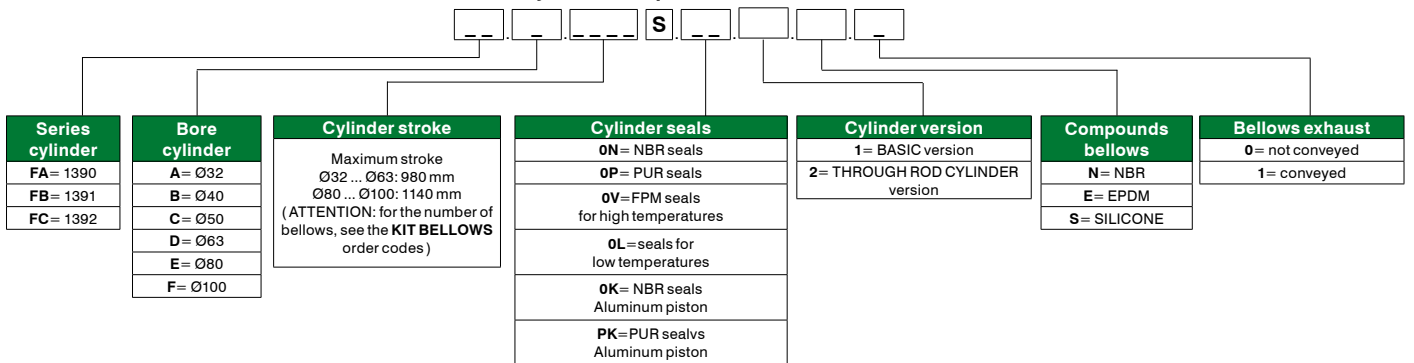 _ _ . _ . _ _ _ _ S . _ _ . . . _
Series
cylinder
FA= 1390
FB= 1391
FC= 1392
Bore
cylinder
A= Ø32
B= Ø40
C= Ø50
D= Ø63
E= Ø80
F= Ø100
Cylinder stroke
Maximum stroke
Ø32 ... Ø63: 980 mm
Ø80 ... Ø100: 1140 mm
( ATTENTION: for the number of
bellows, see the KIT BELLOWS
order codes )
Cylinder seals
0N= NBR seals
0P= PUR seals
0V=FPM seals
for high temperatures
0L=seals for
low temperatures
0K= NBR seals
Aluminum piston
PK=PUR sealvs
Aluminum piston
Cylinder version
1= BASIC version
2= THROUGH ROD CYLINDER
version
Compounds
bellows
N= NBR
E= EPDM
S= SILICONE
Bellows exhaust
0= not conveyed
1= conveyed